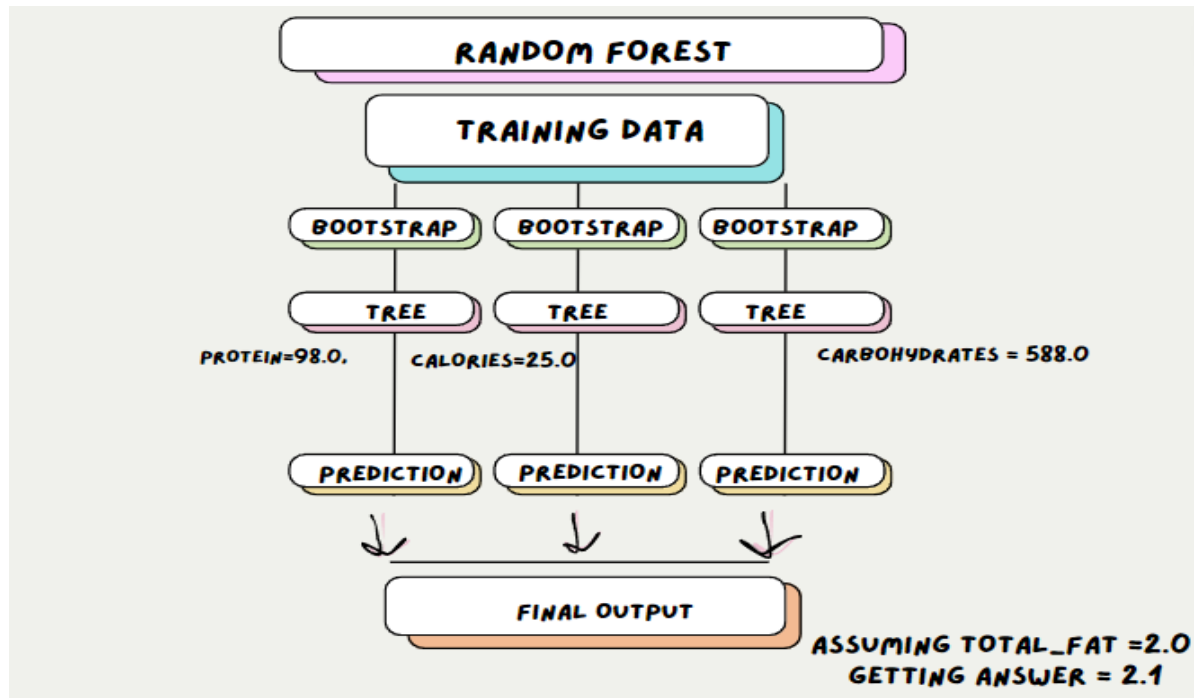 RANDOM FOREST
TRAINING DATA
BOOTSTRAP BOOTSTRAP BOOTSTRAP
TREE TREE TREE
PROTEIN=98.0, CALORIES=25.0 CARBOHYDRATES = 588.0
PREDICTION PREDICTION PREDICTION
FINAL OUTPUT
ASSUMING TOTAL_FAT =2.0
GETTING ANSWER = 2.1